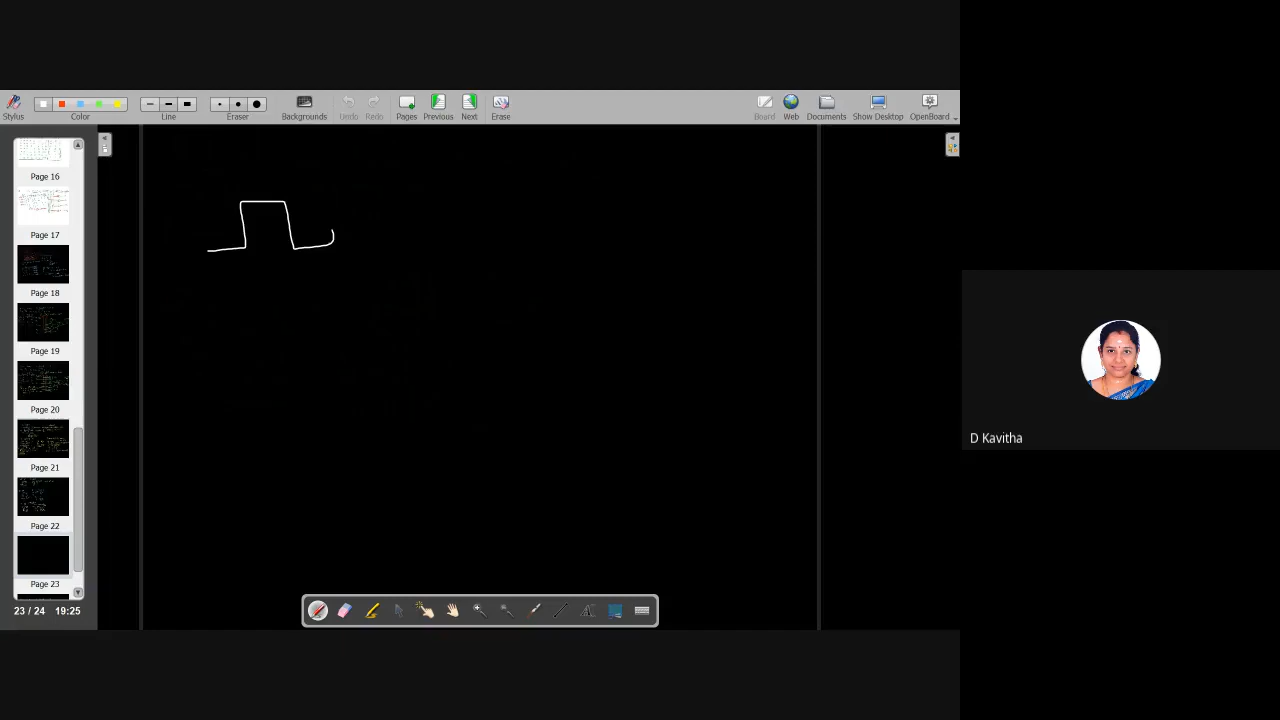 Stylus
Color
Line
Eraser
Backgrounds
Undo
Redo
Pages
Previous
Next
Erase
Board
Web
Documents
Show Desktop
OpenBoard
Page 16
Page 17
Page 18
Page 19
Page 20
Page 21
Page 22
Page 23
23 / 24 19:25
D Kavitha